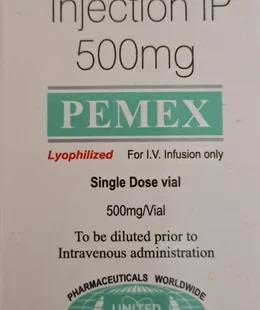 Injection IP
500mg
PEMEX
Lyophilized For I.V. Infusion only
Single Dose vial
500mg/Vial
To be diluted prior to
Intravenous administration
PHARMACEUTICALS WORLDWIDE
UNITED